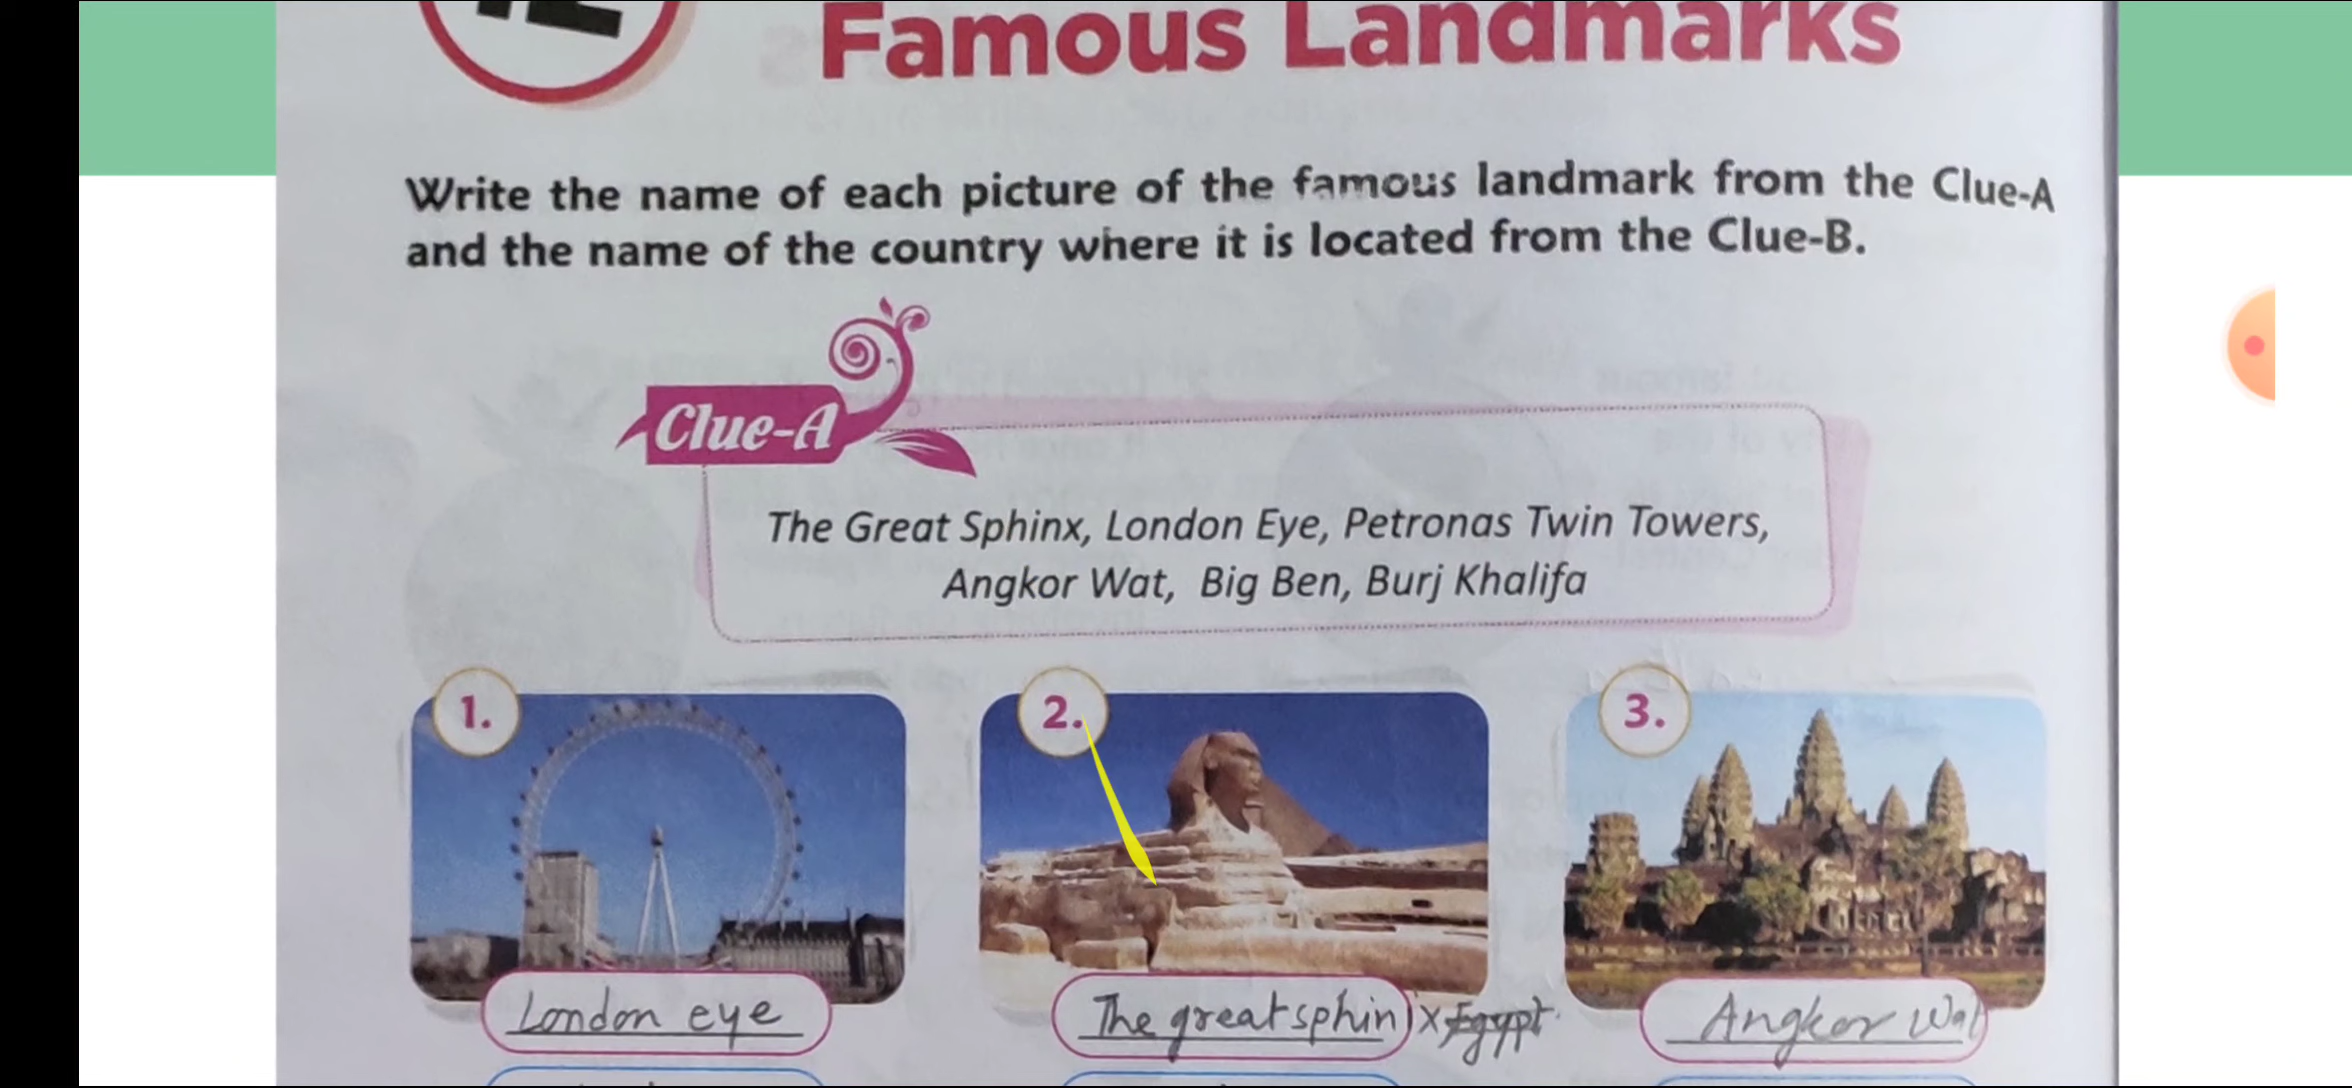 Famous Landmarks
Write the name of each picture of the famous landmark from the Clue-A
and the name of the country where it is located from the Clue-B.
Clue-A
The Great Sphinx, London Eye, Petronas Twin Towers,
Angkor Wat, Big Ben, Burj Khalifa
1.
2.
3.
London eye
The great sphinx Egypt
Angkor Wat